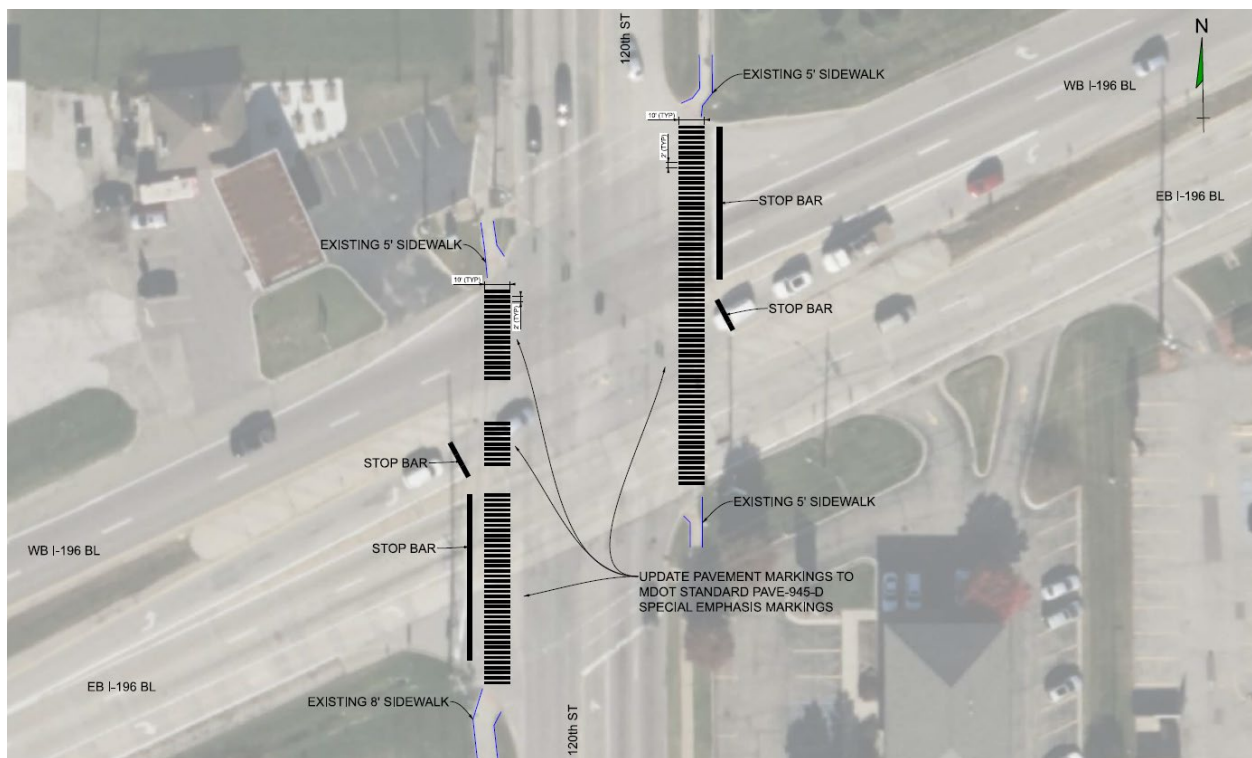 120th ST
N
EXISTING 5' SIDEWALK
WB I-196 BL
10' (TYP)
2' (TYP)
STOP BAR
EB I-196 BL
EXISTING 5' SIDEWALK
10' (TYP)
2' (TYP)
STOP BAR
STOP BAR
EXISTING 5' SIDEWALK
STOP BAR
WB I-196 BL
UPDATE PAVEMENT MARKINGS TO
MDOT STANDARD PAVE-945-D
SPECIAL EMPHASIS MARKINGS
EB I-196 BL
EXISTING 8' SIDEWALK
120th ST